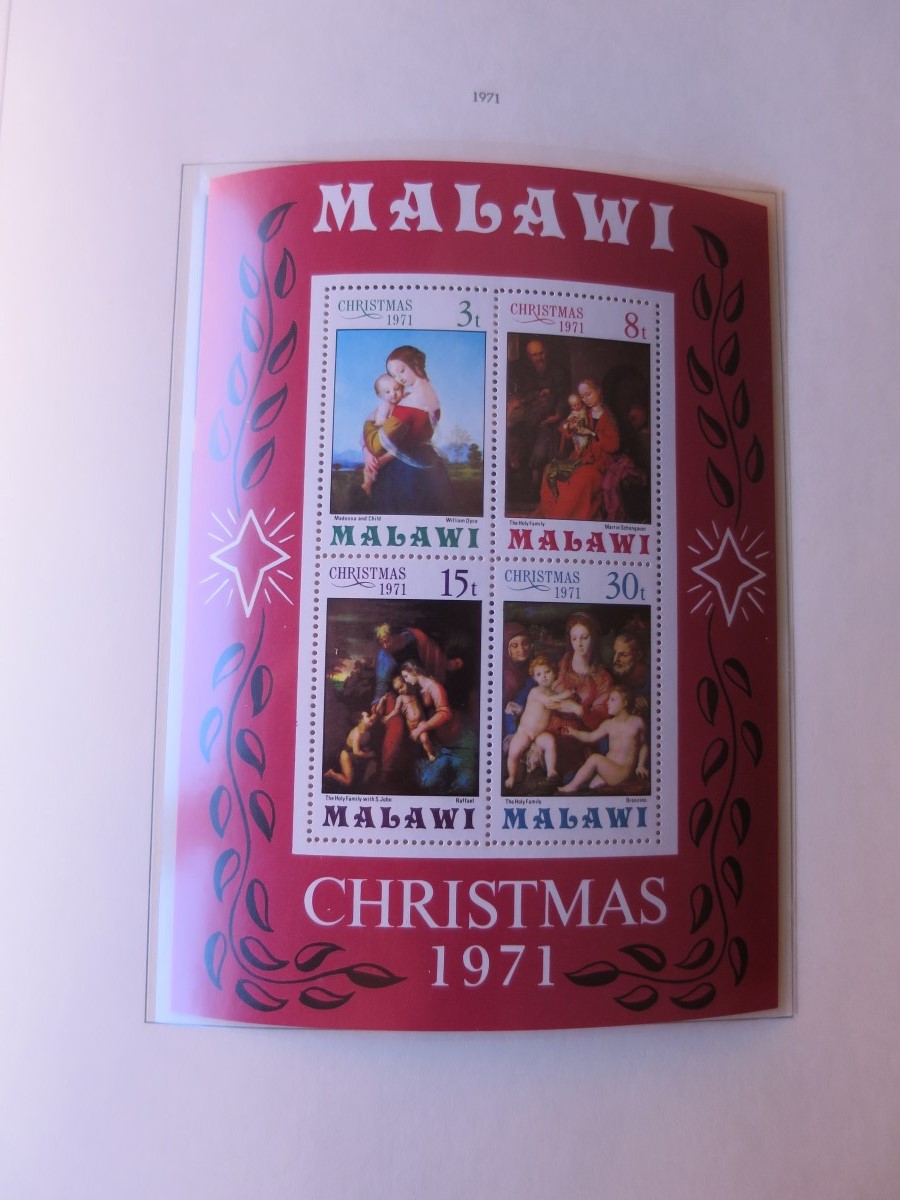 1971
MALAWI
CHRISTMAS 1971 3t
Madonna and Child William Dyce
MALAWI
CHRISTMAS 1971 8t
The Holy Family Martin Schongauer
MALAWI
CHRISTMAS 1971 15t
The Holy Family with S John Raffael
MALAWI
CHRISTMAS 1971 30t
The Holy Family Bronzino
MALAWI
CHRISTMAS
1971